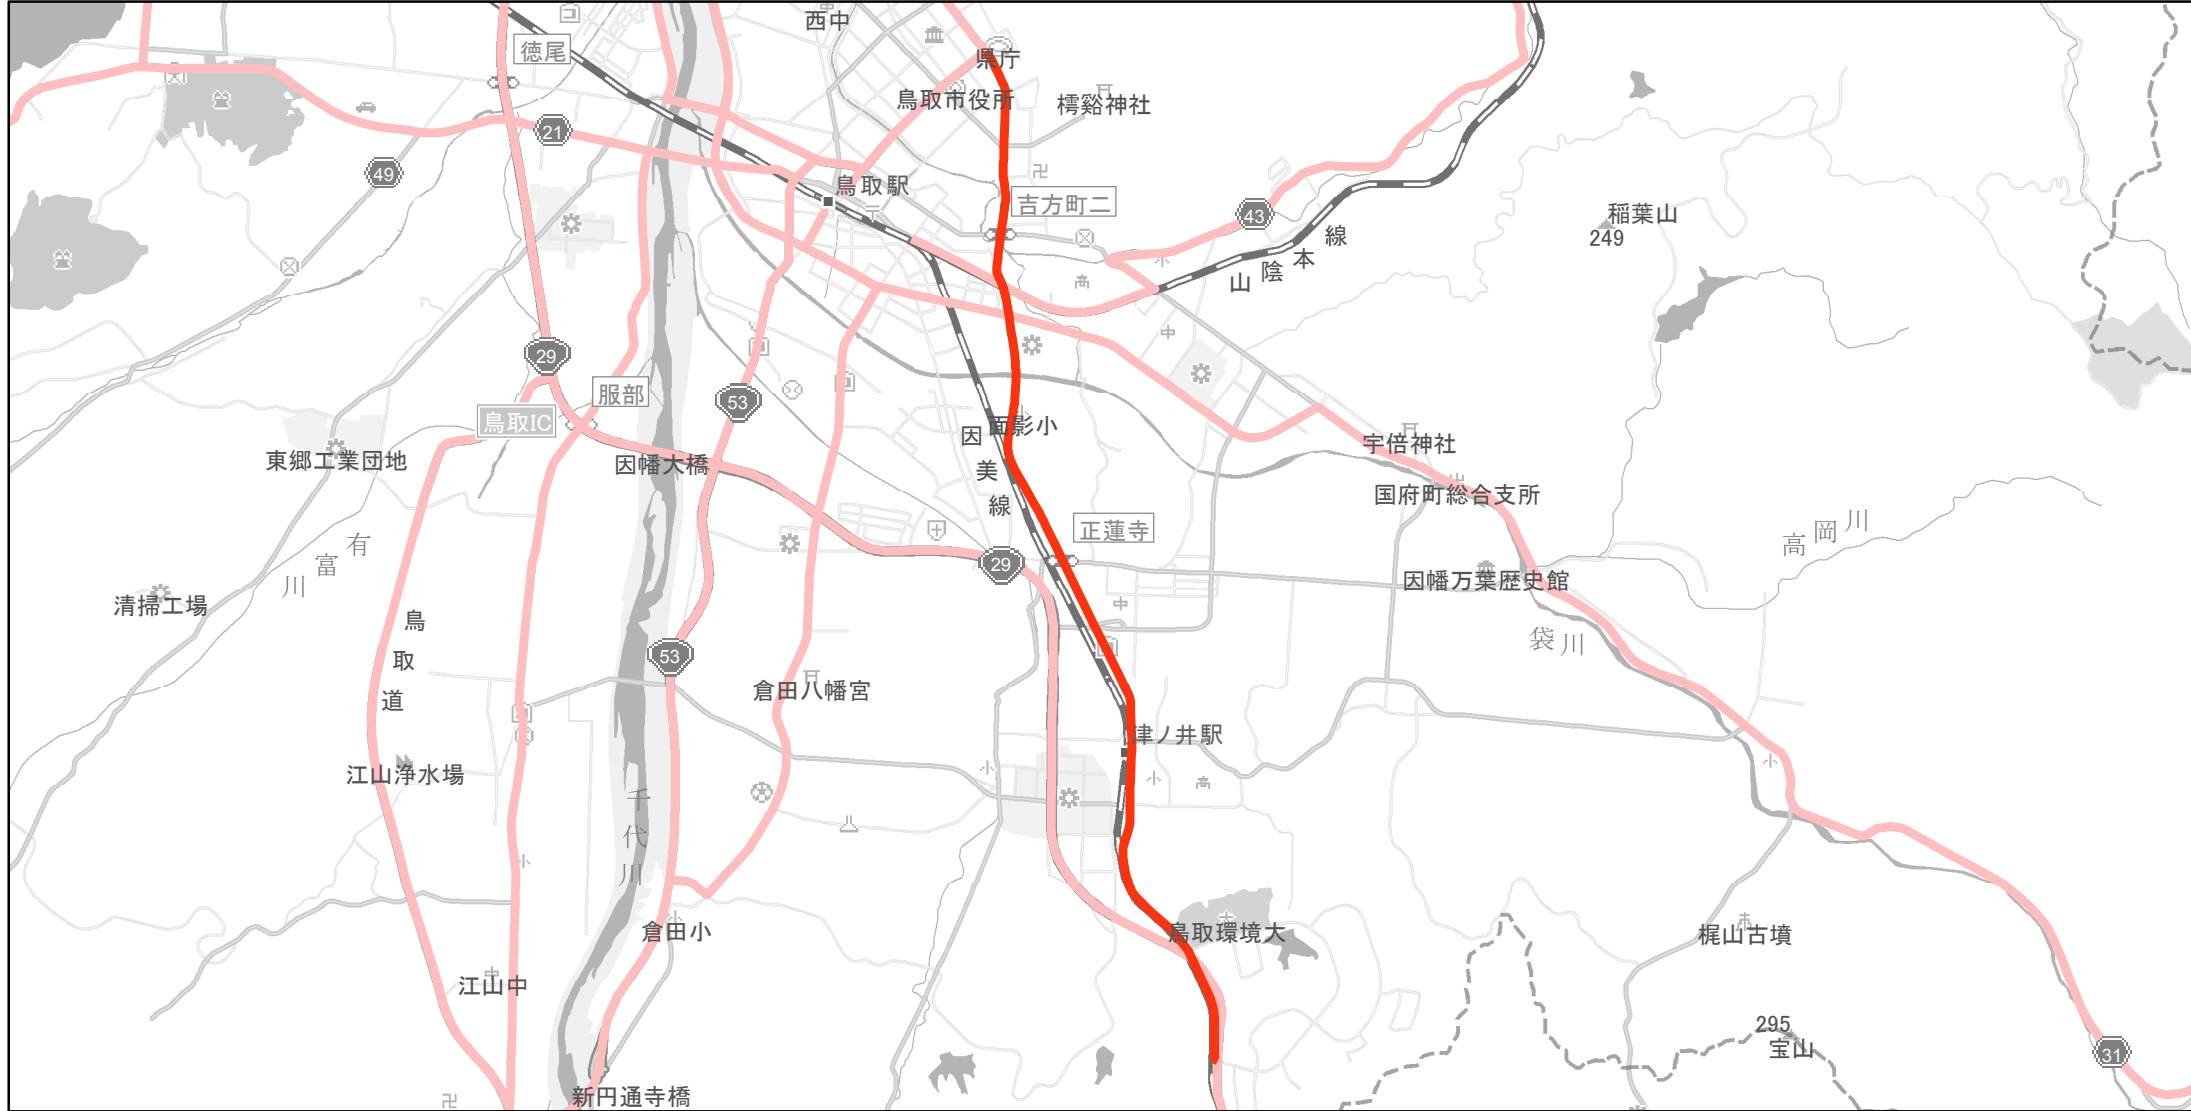 西中
徳尾
県庁
鳥取市役所
樗谿神社
21
49
鳥取駅
吉方町二
43
稲葉山
249
山陰本線
29
服部
53
鳥取IC
面影小
因美線
宇倍神社
東郷工業団地
因幡大橋
国府町総合支所
正蓮寺
高岡川
有富川
29
因幡万葉歴史館
清掃工場
鳥取道
袋川
53
倉田八幡宮
津ノ井駅
江山浄水場
千代川
倉田小
鳥取環境大
梶山古墳
江山中
295
宝山
31
新円通寺橋